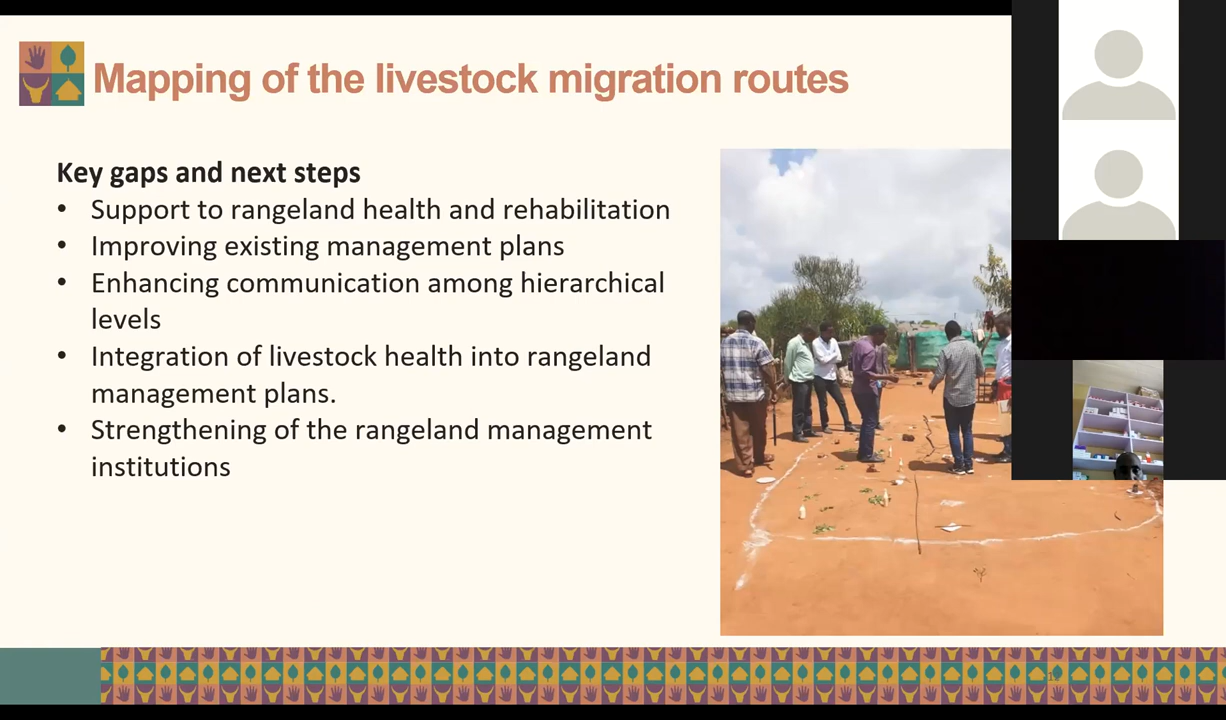 Mapping of the livestock migration routes
Key gaps and next steps
• Support to rangeland health and rehabilitation
• Improving existing management plans
• Enhancing communication among hierarchical
levels
• Integration of livestock health into rangeland
management plans.
• Strengthening of the rangeland management
institutions